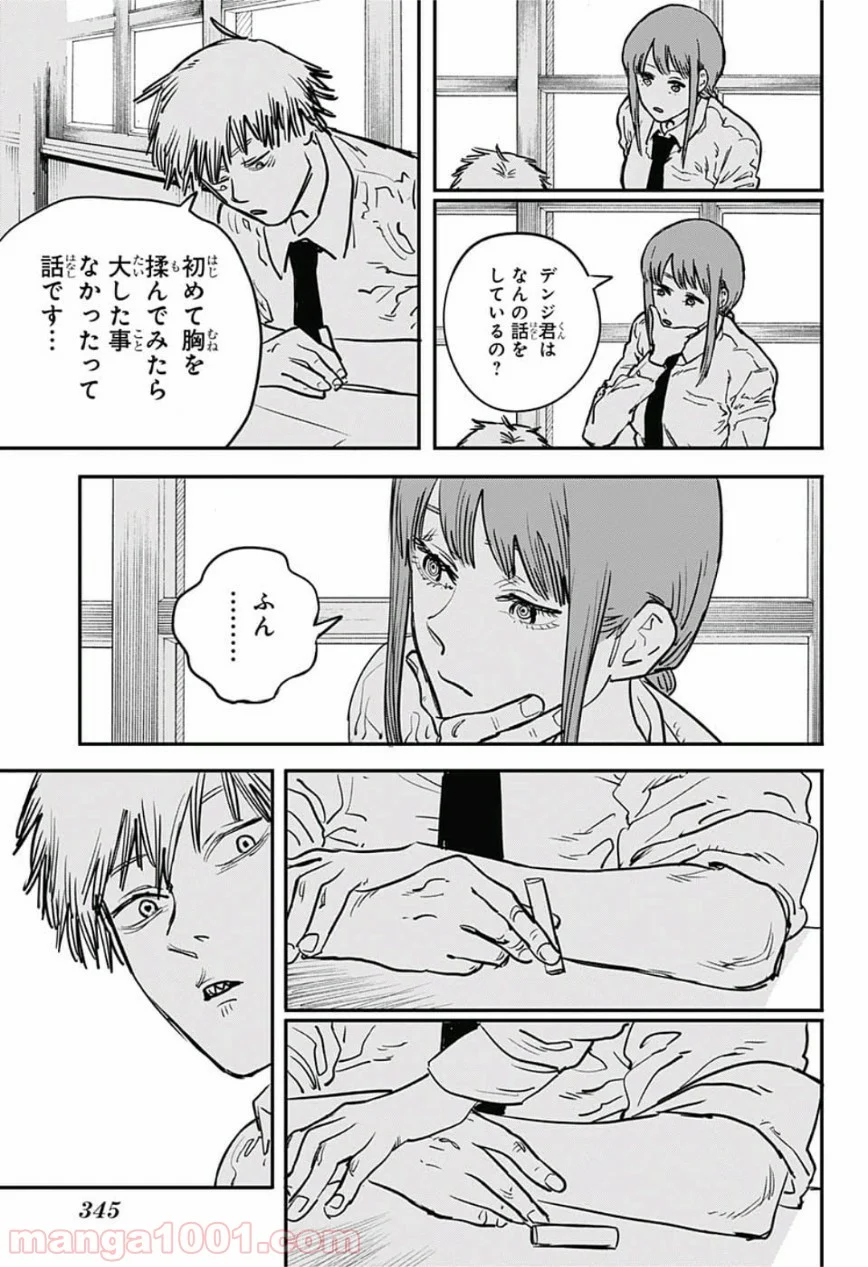 デンジ君は
なんの話を
しているの?
初めて胸を
揉んでみたら
大した事
なかったって
話です…
ふん
………
345
manga1001.com